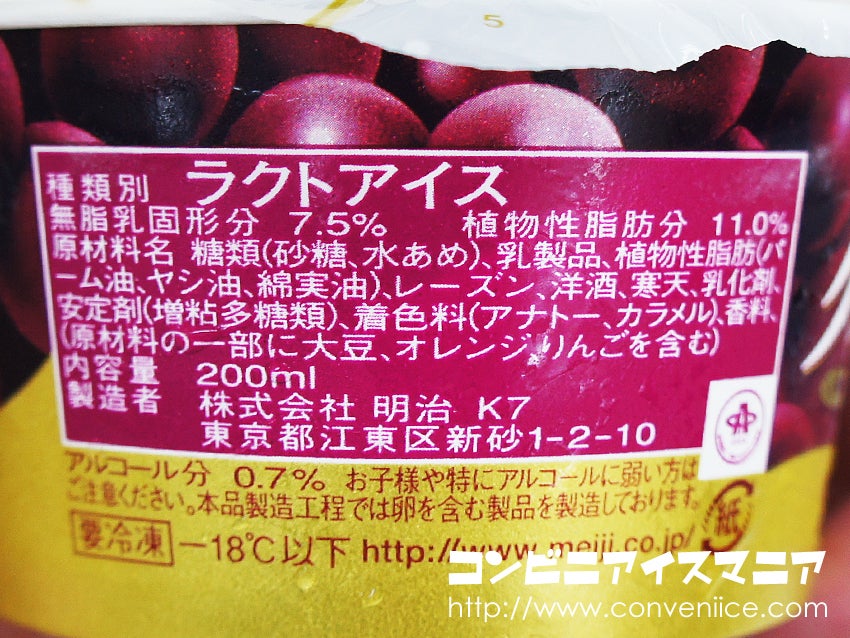 5
種類別 ラクトアイス
無脂乳固形分 7.5% 植物性脂肪分 11.0%
原材料名 糖類(砂糖、水あめ)、乳製品、植物性脂肪(パ
ーム油、ヤシ油、綿実油)、レーズン、洋酒、寒天、乳化剤、
安定剤(増粘多糖類)、着色料(アナトー、カラメル)、香料、
(原材料の一部に大豆、オレンジ、りんごを含む)
内容量 200ml
製造者 株式会社 明治 K7
東京都江東区新砂1-2-10
アルコール分 0.7% お子様や特にアルコールに弱い方は
ご注意ください。本品製造工程では卵を含む製品を製造しております。
要冷凍 −18℃以下 http://www.meiji.co.jp/
紙
コンビニアイスマニア
http://www.conveniice.com/